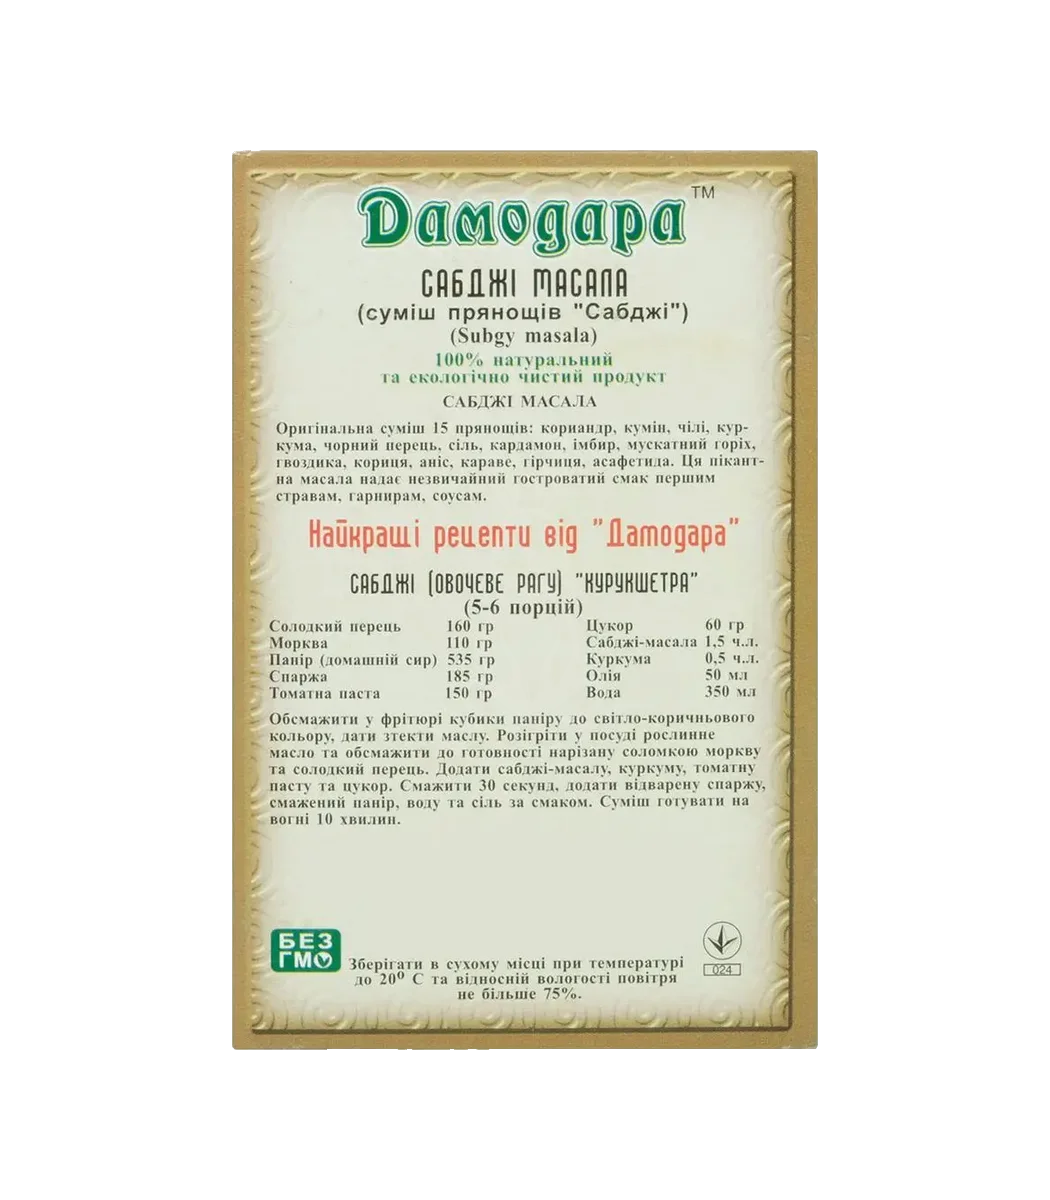 Дамодара TM
САБДЖІ МАСАЛА
(суміш прянощів "Сабджі")
(Subgy masala)
100% натуральний
та екологічно чистий продукт
САБДЖІ МАСАЛА
Оригінальна суміш 15 прянощів: кориандр, кумін, чілі, кур-
кума, чорний перець, сіль, кардамон, імбир, мускатний горіх,
гвоздика, кориця, аніс, караве, гірчиця, асафетида. Ця пікант-
на масала надає незвичайний гостроватий смак першим
стравам, гарнирам, соусам.
Найкращі рецепти від "Дамодара"
САБДЖІ (ОВОЧЕВЕ РАГУ) "КУРУКШЕТРА"
(5-6 порцій)
Солодкий перець 160 гр Цукор 60 гр
Морква 110 гр Сабджі-масала 1,5 ч.л.
Панір (домашній сир) 535 гр Куркума 0,5 ч.л.
Спаржа 185 гр Олія 50 мл
Томатна паста 150 гр Вода 350 мл
Обсмажити у фрітюрі кубики паніру до світло-коричньового
кольору, дати зтекти маслу. Розігріти у посуді рослинне
масло та обсмажити до готовності нарізану соломкою моркву
та солодкий перець. Додати сабджі-масалу, куркуму, томатну
пасту та цукор. Смажити 30 секунд, додати відварену спаржу,
смажений панір, воду та сіль за смаком. Суміш готувати на
вогні 10 хвилин.
БЕЗ
ГМО
024
Зберігати в сухому місці при температурі
до 20⁰ С та відносній вологості повітря
не більше 75%.